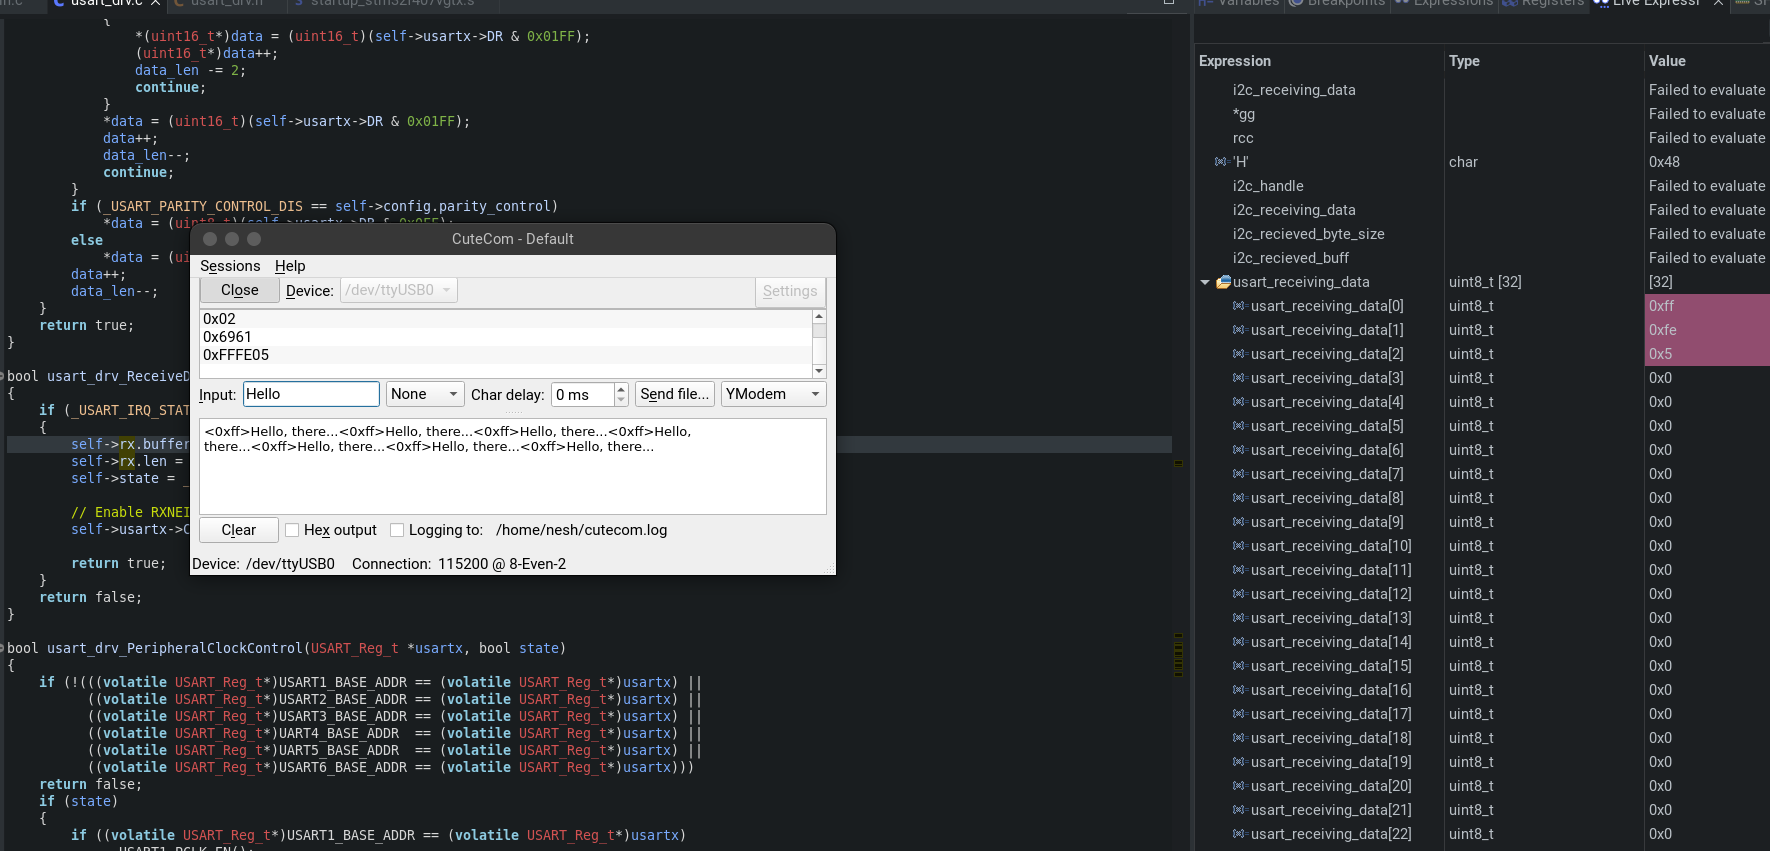 usart_drv.c
usart_drv.h
startup_stm32f407vgtx.s
Variables
Breakpoints
Expressions
Registers
Live Expressi
}
*(uint16_t*)data = (uint16_t)(self->usartx->DR & 0x01FF);
(uint16_t*)data++;
data_len -= 2;
continue;
}
*data = (uint16_t)(self->usartx->DR & 0x01FF);
data++;
data_len--;
continue;
}
if (_USART_PARITY_CONTROL_DIS == self->config.parity_control)
*data = (uint8_t)(self->usartx->DR & 0xFF);
else
*data = (ui
data++;
data_len--;
}
return true;
}
bool usart_drv_ReceiveD
{
if (_USART_IRQ_STAT
{
self->rx.buffer
self->rx.len =
self->state = _
// Enable RXNEI
self->usartx->C
return true;
}
return false;
}
bool usart_drv_PeripheralClockControl(USART_Reg_t *usartx, bool state)
{
if (!(((volatile USART_Reg_t*)USART1_BASE_ADDR == (volatile USART_Reg_t*)usartx) ||
((volatile USART_Reg_t*)USART2_BASE_ADDR == (volatile USART_Reg_t*)usartx) ||
((volatile USART_Reg_t*)USART3_BASE_ADDR == (volatile USART_Reg_t*)usartx) ||
((volatile USART_Reg_t*)UART4_BASE_ADDR  == (volatile USART_Reg_t*)usartx) ||
((volatile USART_Reg_t*)UART5_BASE_ADDR  == (volatile USART_Reg_t*)usartx) ||
((volatile USART_Reg_t*)USART6_BASE_ADDR == (volatile USART_Reg_t*)usartx)))
return false;
if (state)
{
if ((volatile USART_Reg_t*)USART1_BASE_ADDR == (volatile USART_Reg_t*)usartx)
USART1_PCLK_EN();
CuteCom - Default
Sessions Help
Close Device: /dev/ttyUSB0 Settings
0x02
0x6961
0xFFFE05
Input: Hello None Char delay: 0 ms Send file... YModem
<0xff>Hello, there...<0xff>Hello, there...<0xff>Hello, there...<0xff>Hello,
there...<0xff>Hello, there...<0xff>Hello, there...<0xff>Hello, there...
Clear Hex output Logging to: /home/nesh/cutecom.log
Device: /dev/ttyUSB0 Connection: 115200 @ 8-Even-2
Expression Type Value
i2c_receiving_data Failed to evaluate
*gg Failed to evaluate
rcc Failed to evaluate
'H' char 0x48
i2c_handle Failed to evaluate
i2c_receiving_data Failed to evaluate
i2c_recieved_byte_size Failed to evaluate
i2c_recieved_buff Failed to evaluate
usart_receiving_data uint8_t [32] [32]
usart_receiving_data[0] uint8_t 0xff
usart_receiving_data[1] uint8_t 0xfe
usart_receiving_data[2] uint8_t 0x5
usart_receiving_data[3] uint8_t 0x0
usart_receiving_data[4] uint8_t 0x0
usart_receiving_data[5] uint8_t 0x0
usart_receiving_data[6] uint8_t 0x0
usart_receiving_data[7] uint8_t 0x0
usart_receiving_data[8] uint8_t 0x0
usart_receiving_data[9] uint8_t 0x0
usart_receiving_data[10] uint8_t 0x0
usart_receiving_data[11] uint8_t 0x0
usart_receiving_data[12] uint8_t 0x0
usart_receiving_data[13] uint8_t 0x0
usart_receiving_data[14] uint8_t 0x0
usart_receiving_data[15] uint8_t 0x0
usart_receiving_data[16] uint8_t 0x0
usart_receiving_data[17] uint8_t 0x0
usart_receiving_data[18] uint8_t 0x0
usart_receiving_data[19] uint8_t 0x0
usart_receiving_data[20] uint8_t 0x0
usart_receiving_data[21] uint8_t 0x0
usart_receiving_data[22] uint8_t 0x0